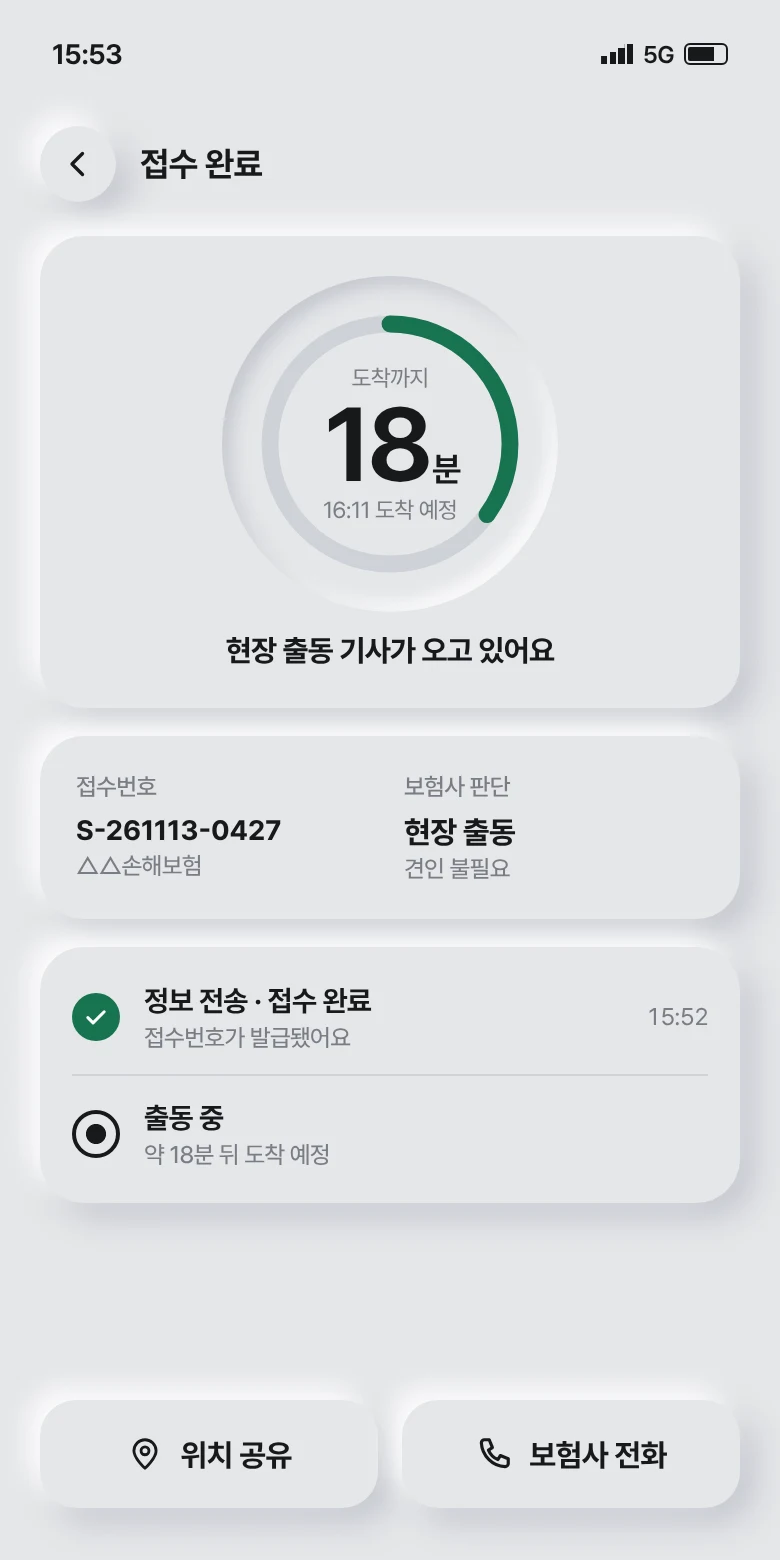 15:53
5G
접수 완료
도착까지
18분
16:11 도착 예정
현장 출동 기사가 오고 있어요
접수번호
S-261113-0427
△△손해보험
보험사 판단
현장 출동
견인 불필요
정보 전송 · 접수 완료
접수번호가 발급됐어요
15:52
출동 중
약 18분 뒤 도착 예정
위치 공유
보험사 전화